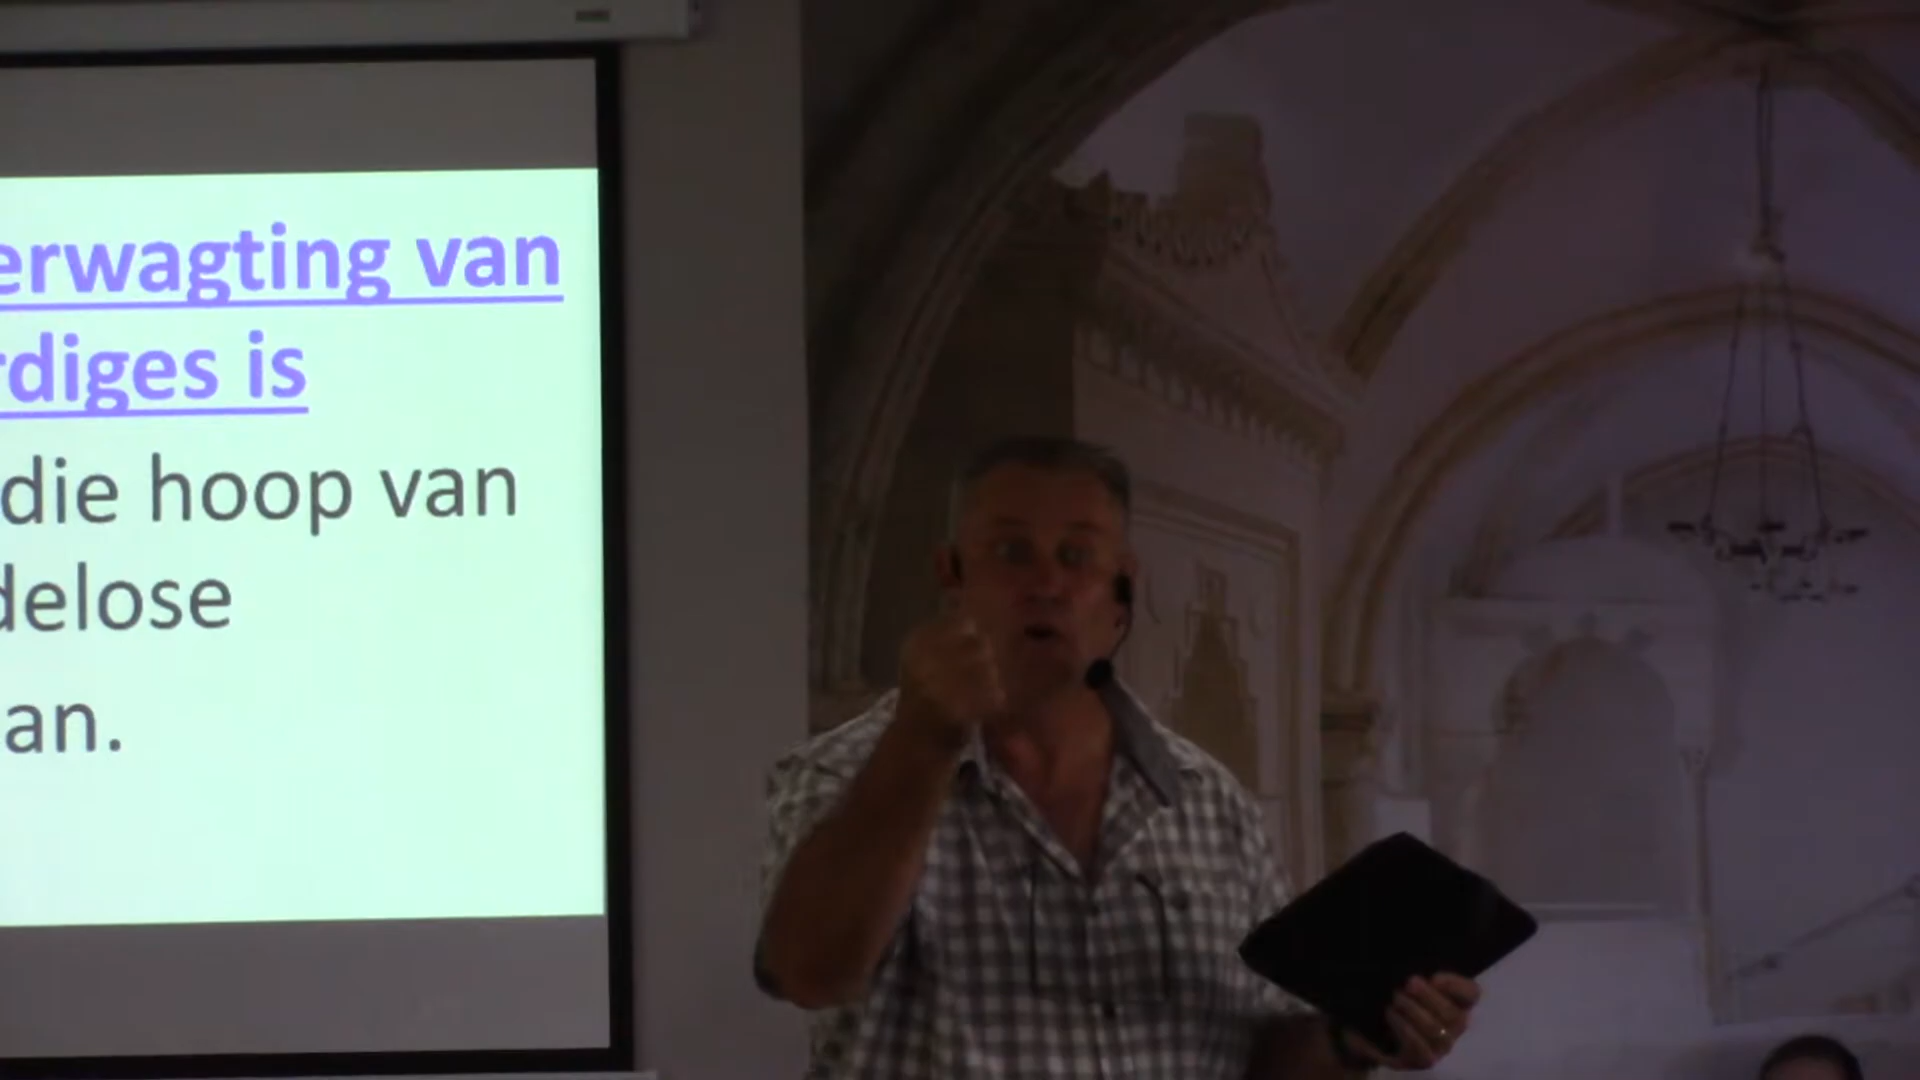 erwagting van
rdiges is
die hoop van
delose
an.